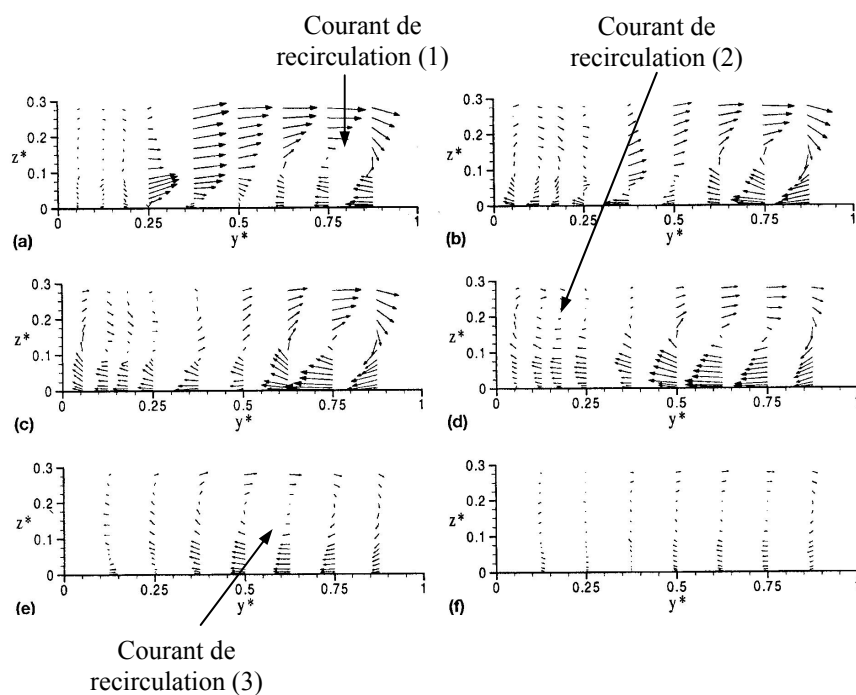 Courant de
recirculation (1)
Courant de
recirculation (2)
0.3
0.2
z*
0.1
0
0 0.25 0.5 0.75 1
(a) y*
0.3
0.2
z*
0.1
0
0 0.25 0.5 0.75 1
(b) y*
0.3
0.2
z*
0.1
0
0 0.25 0.5 0.75 1
(c) y*
0.3
0.2
z*
0.1
0
0 0.25 0.5 0.75 1
(d) y*
0.3
0.2
z*
0.1
0
0 0.25 0.5 0.75 1
(e) y*
0.3
0.2
z*
0.1
0
0 0.25 0.5 0.75 1
(f) y*
Courant de
recirculation (3)